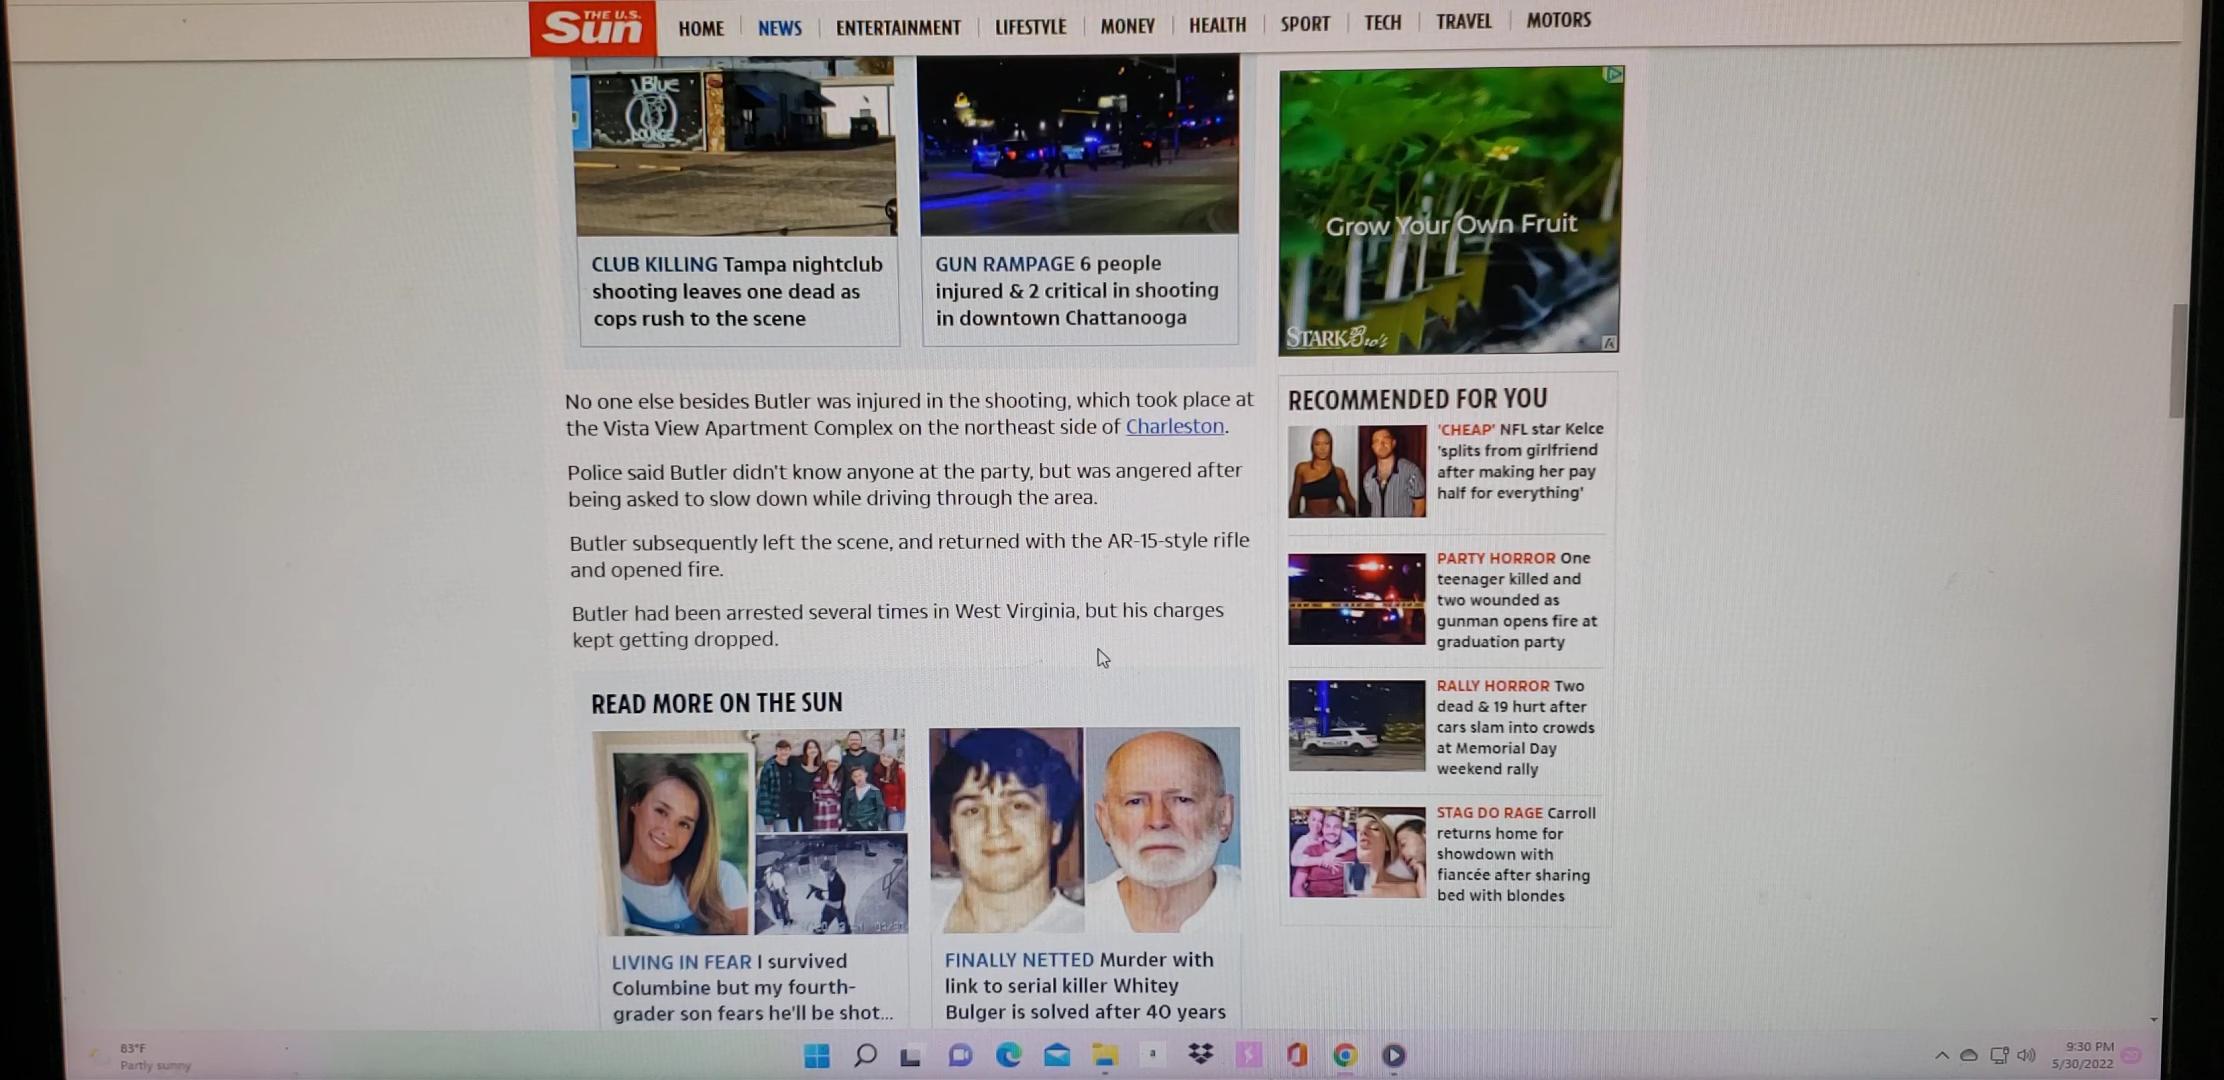 THE U.S.
Sun
HOME NEWS ENTERTAINMENT LIFESTYLE MONEY HEALTH SPORT TECH TRAVEL MOTORS
Blue
LOUNGE
CLUB KILLING Tampa nightclub
shooting leaves one dead as
cops rush to the scene
GUN RAMPAGE 6 people
injured & 2 critical in shooting
in downtown Chattanooga
Grow Your Own Fruit
STARK Bro's
No one else besides Butler was injured in the shooting, which took place at
the Vista View Apartment Complex on the northeast side of Charleston.
Police said Butler didn't know anyone at the party, but was angered after
being asked to slow down while driving through the area.
Butler subsequently left the scene, and returned with the AR-15-style rifle
and opened fire.
Butler had been arrested several times in West Virginia, but his charges
kept getting dropped.
READ MORE ON THE SUN
LIVING IN FEAR I survived
Columbine but my fourth-
grader son fears he'll be shot...
FINALLY NETTED Murder with
link to serial killer Whitey
Bulger is solved after 40 years
RECOMMENDED FOR YOU
'CHEAP' NFL star Kelce
'splits from girlfriend
after making her pay
half for everything'
PARTY HORROR One
teenager killed and
two wounded as
gunman opens fire at
graduation party
RALLY HORROR Two
dead & 19 hurt after
cars slam into crowds
at Memorial Day
weekend rally
STAG DO RAGE Carroll
returns home for
showdown with
fiancée after sharing
bed with blondes
83°F
Partly sunny
a
9:30 PM
5/30/2022